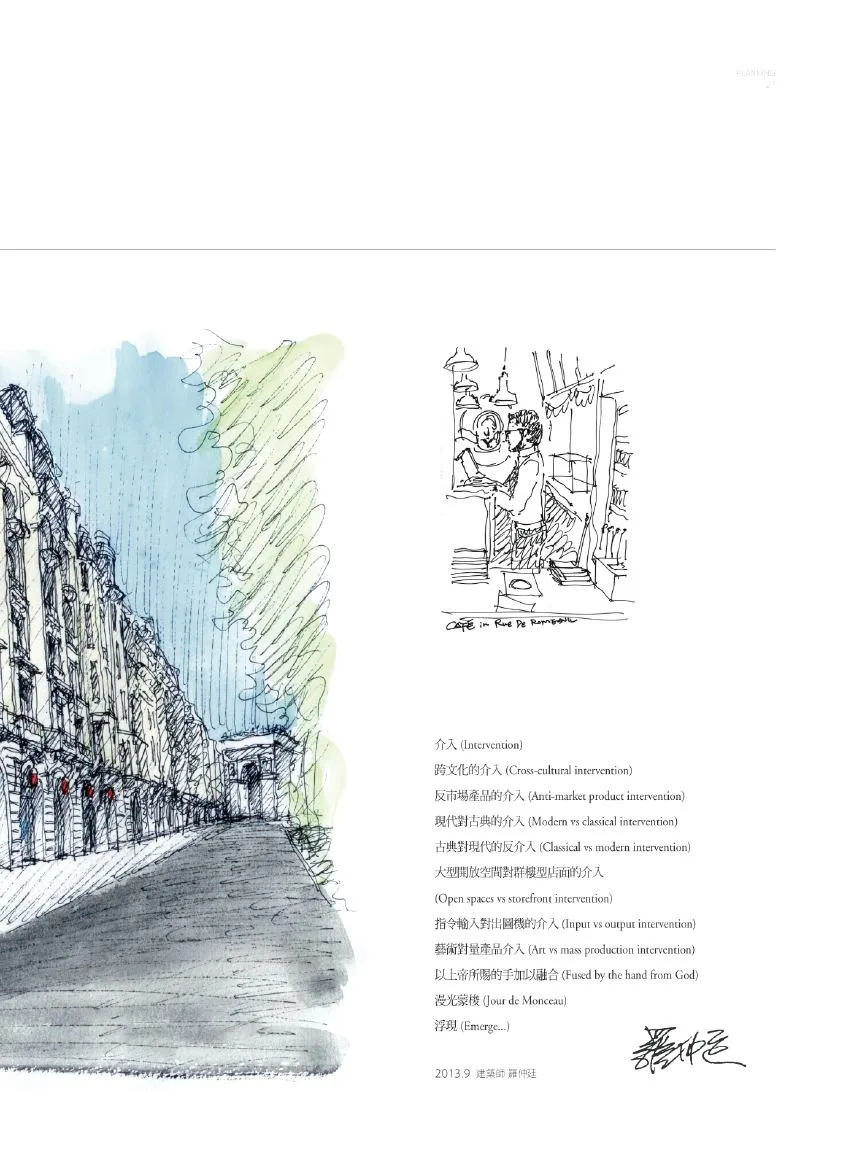 PLANNING
27
CAFÉ in RUE DE
介入 (Intervention)
跨文化的介入 (Cross-cultural intervention)
反市場產品的介入 (Anti-market product intervention)
現代對古典的介入 (Modern vs classical intervention)
古典對現代的反介入 (Classical vs modern intervention)
大型開放空間對群樓型店面的介入
(Open spaces vs storefront intervention)
指令輸入對出圖機的介入 (Input vs output intervention)
藝術對量產品介入 (Art vs mass production intervention)
以上帝所賜的手加以融合 (Fused by the hand from God)
漫光蒙梭 (Jour de Monceau)
浮現 (Emerge...)
羅仲廷
2013.9 建築師 羅仲廷